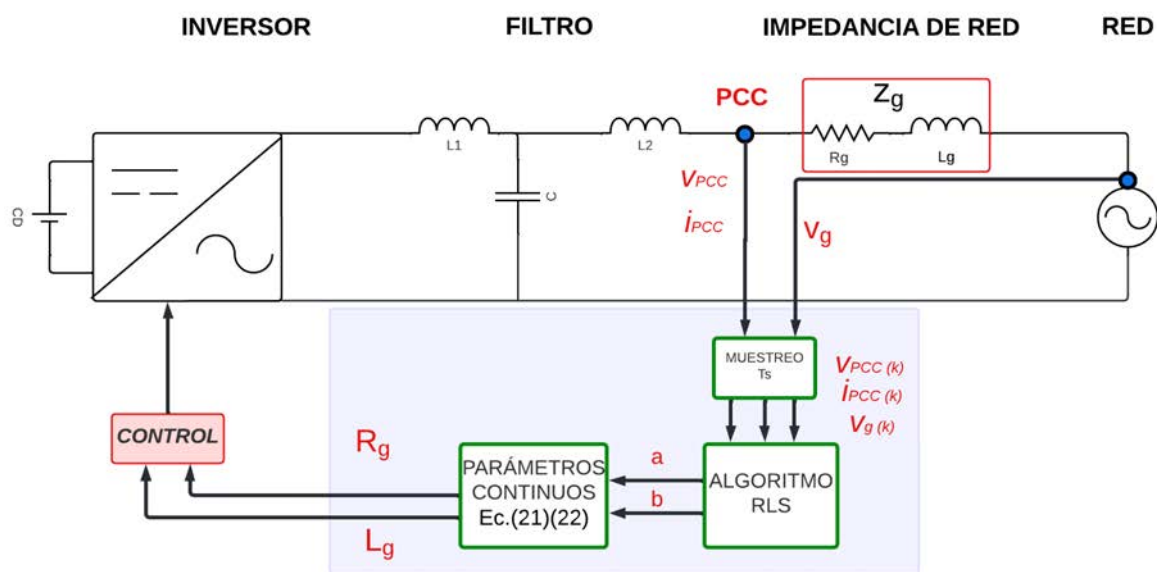 INVERSOR
FILTRO
IMPEDANCIA DE RED
RED
PCC
Zg
L1
L2
Rg
Lg
C
CD
VPCC
iPCC
Vg
MUESTREO
Ts
VPCC (k)
iPCC (k)
Vg (k)
CONTROL
Rg
PARÁMETROS
CONTINUOS
Ec.(21)(22)
a
b
ALGORITMO
RLS
Lg